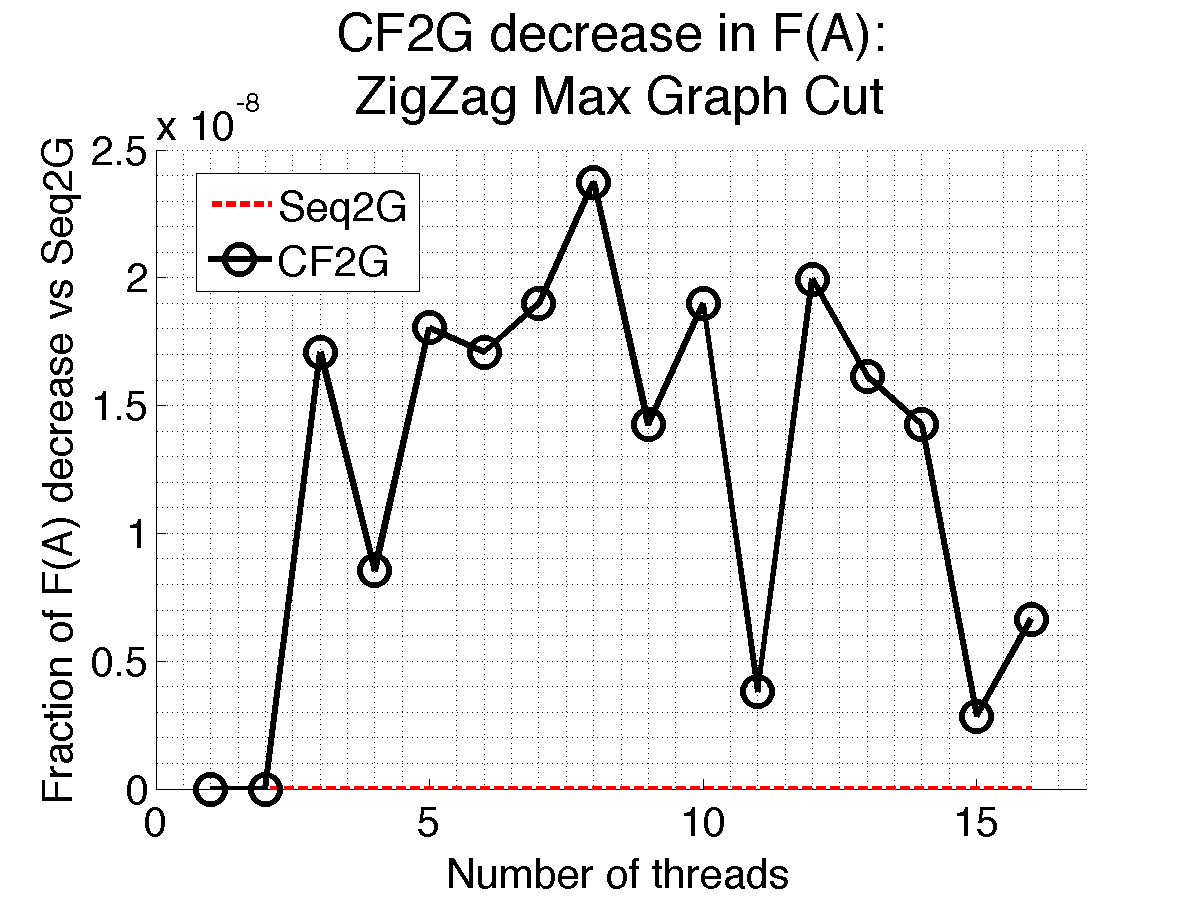 CF2G decrease in F(A):
ZigZag Max Graph Cut
x 10^-8
Fraction of F(A) decrease vs Seq2G
2.5
2
1.5
1
0.5
0
Seq2G
CF2G
0 5 10 15
Number of threads